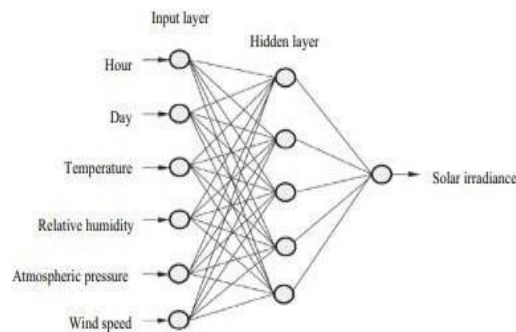 Input layer
Hidden layer
Hour
Day
Temperature
Relative humidity
Atmospheric pressure
Wind speed
Solar irradiance